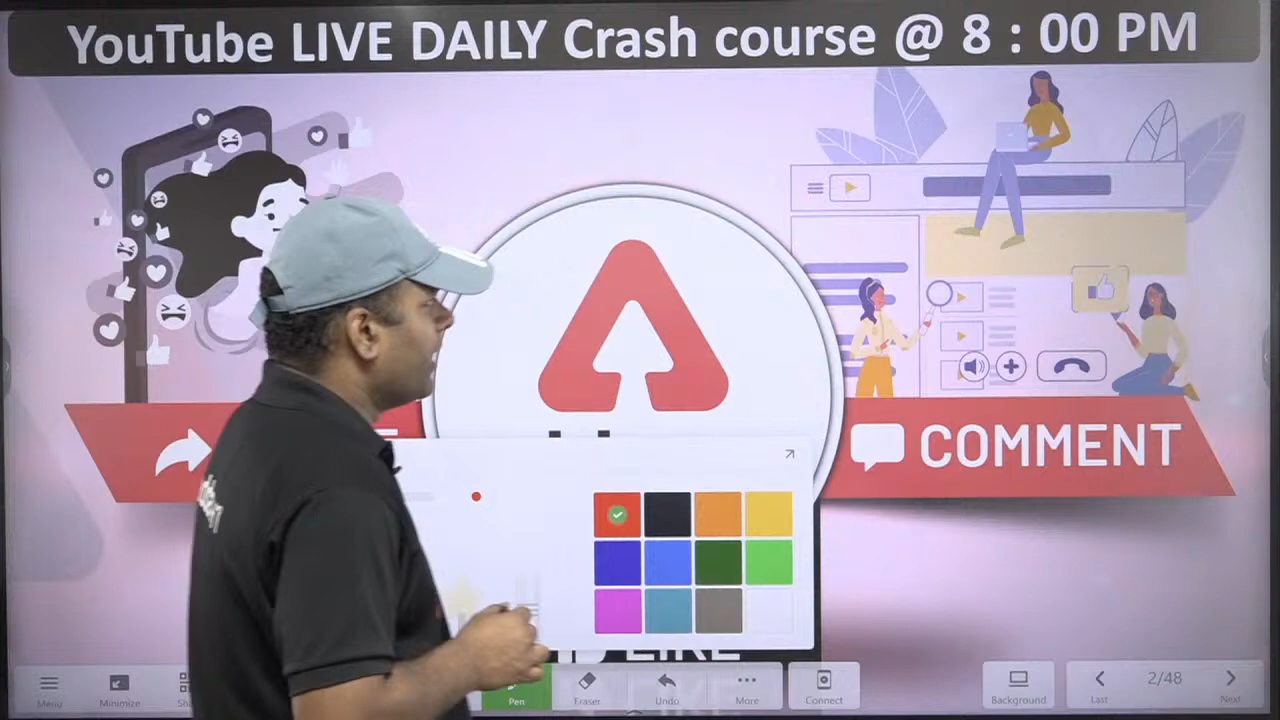 YouTube LIVE DAILY Crash course @ 8 : 00 PM
COMMENT
LIKE
Menu
Minimize
Pen
Eraser
Undo
More
Connect
Background
Last
2/48
Next